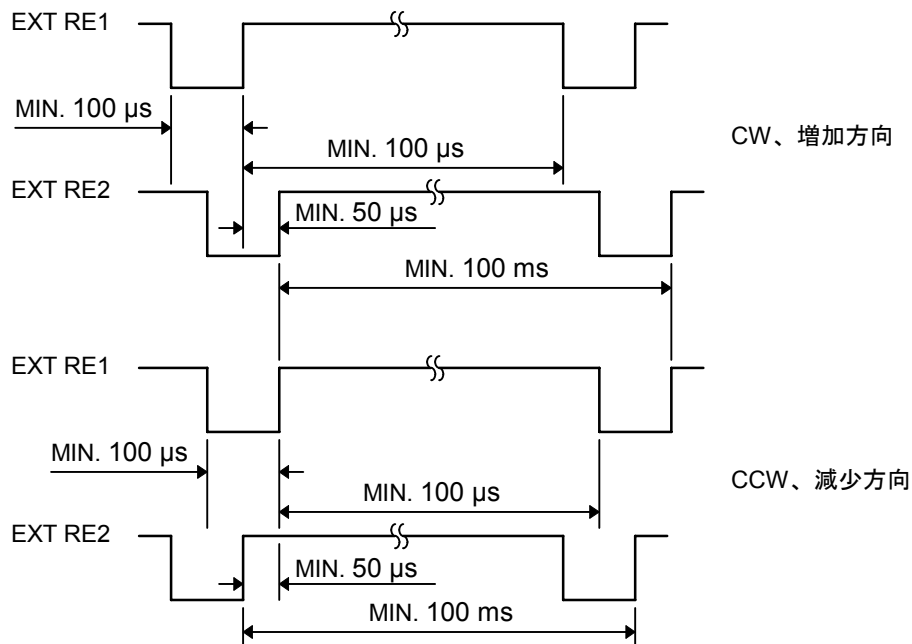 EXT RE1
MIN. 100 µs
MIN. 100 µs
CW、増加方向
EXT RE2
MIN. 50 µs
MIN. 100 ms
EXT RE1
MIN. 100 µs
MIN. 100 µs
CCW、減少方向
EXT RE2
MIN. 50 µs
MIN. 100 ms